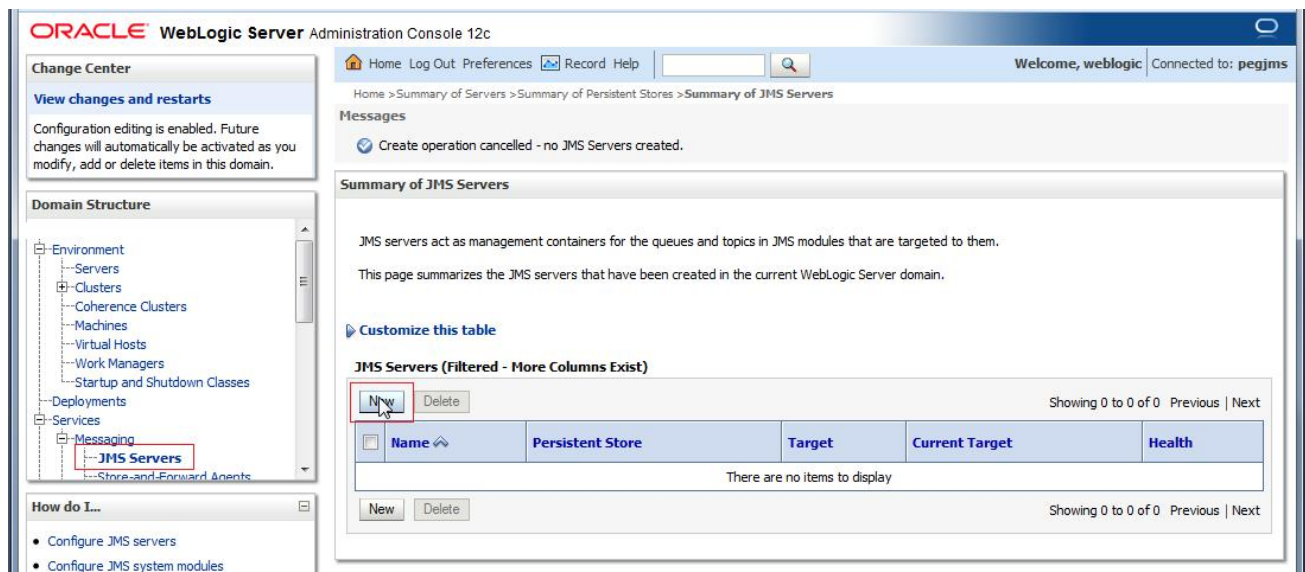 ORACLE WebLogic Server Administration Console 12c
Change Center
View changes and restarts
Configuration editing is enabled. Future
changes will automatically be activated as you
modify, add or delete items in this domain.
Domain Structure
Environment
Servers
Clusters
Coherence Clusters
Machines
Virtual Hosts
Work Managers
Startup and Shutdown Classes
Deployments
Services
Messaging
JMS Servers
Store-and-Forward Agents
How do I...
Configure JMS servers
Configure JMS system modules
Home Log Out Preferences Record Help
Welcome, weblogic Connected to: pegjms
Home >Summary of Servers >Summary of Persistent Stores >Summary of JMS Servers
Messages
Create operation cancelled - no JMS Servers created.
Summary of JMS Servers
JMS servers act as management containers for the queues and topics in JMS modules that are targeted to them.
This page summarizes the JMS servers that have been created in the current WebLogic Server domain.
Customize this table
JMS Servers (Filtered - More Columns Exist)
New Delete Showing 0 to 0 of 0 Previous | Next
Name Persistent Store Target Current Target Health
There are no items to display
New Delete Showing 0 to 0 of 0 Previous | Next